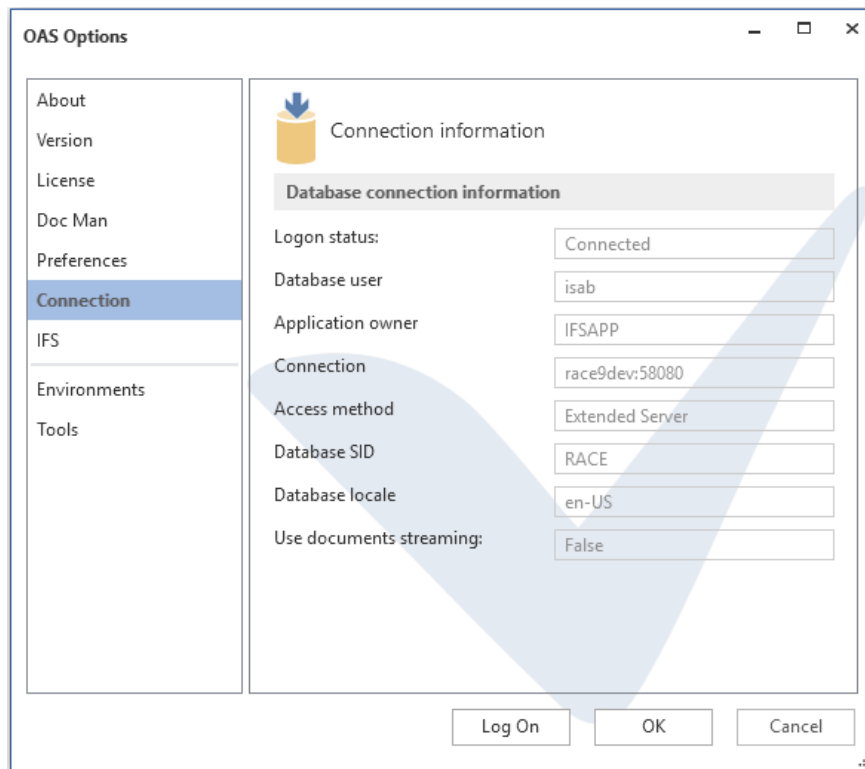 OAS Options
About
Version
License
Doc Man
Preferences
Connection
IFS
Environments
Tools
Connection information
Database connection information
Logon status: Connected
Database user isab
Application owner IFSAPP
Connection race9dev:58080
Access method Extended Server
Database SID RACE
Database locale en-US
Use documents streaming: False
Log On OK Cancel